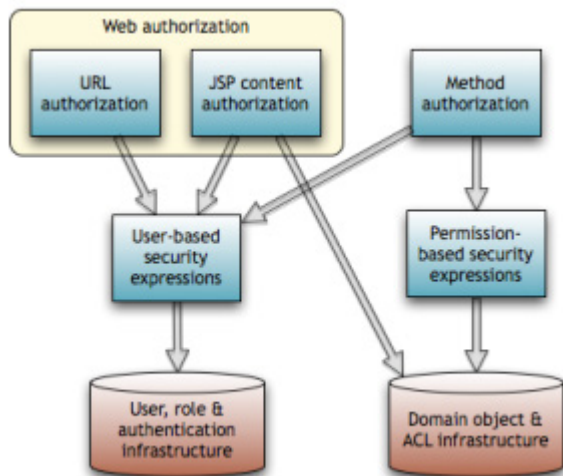 Web authorization
URL
authorization
JSP content
authorization
Method
authorization
User-based
security
expressions
Permission-
based security
expressions
User, role &
authentication
infrastructure
Domain object &
ACL infrastructure